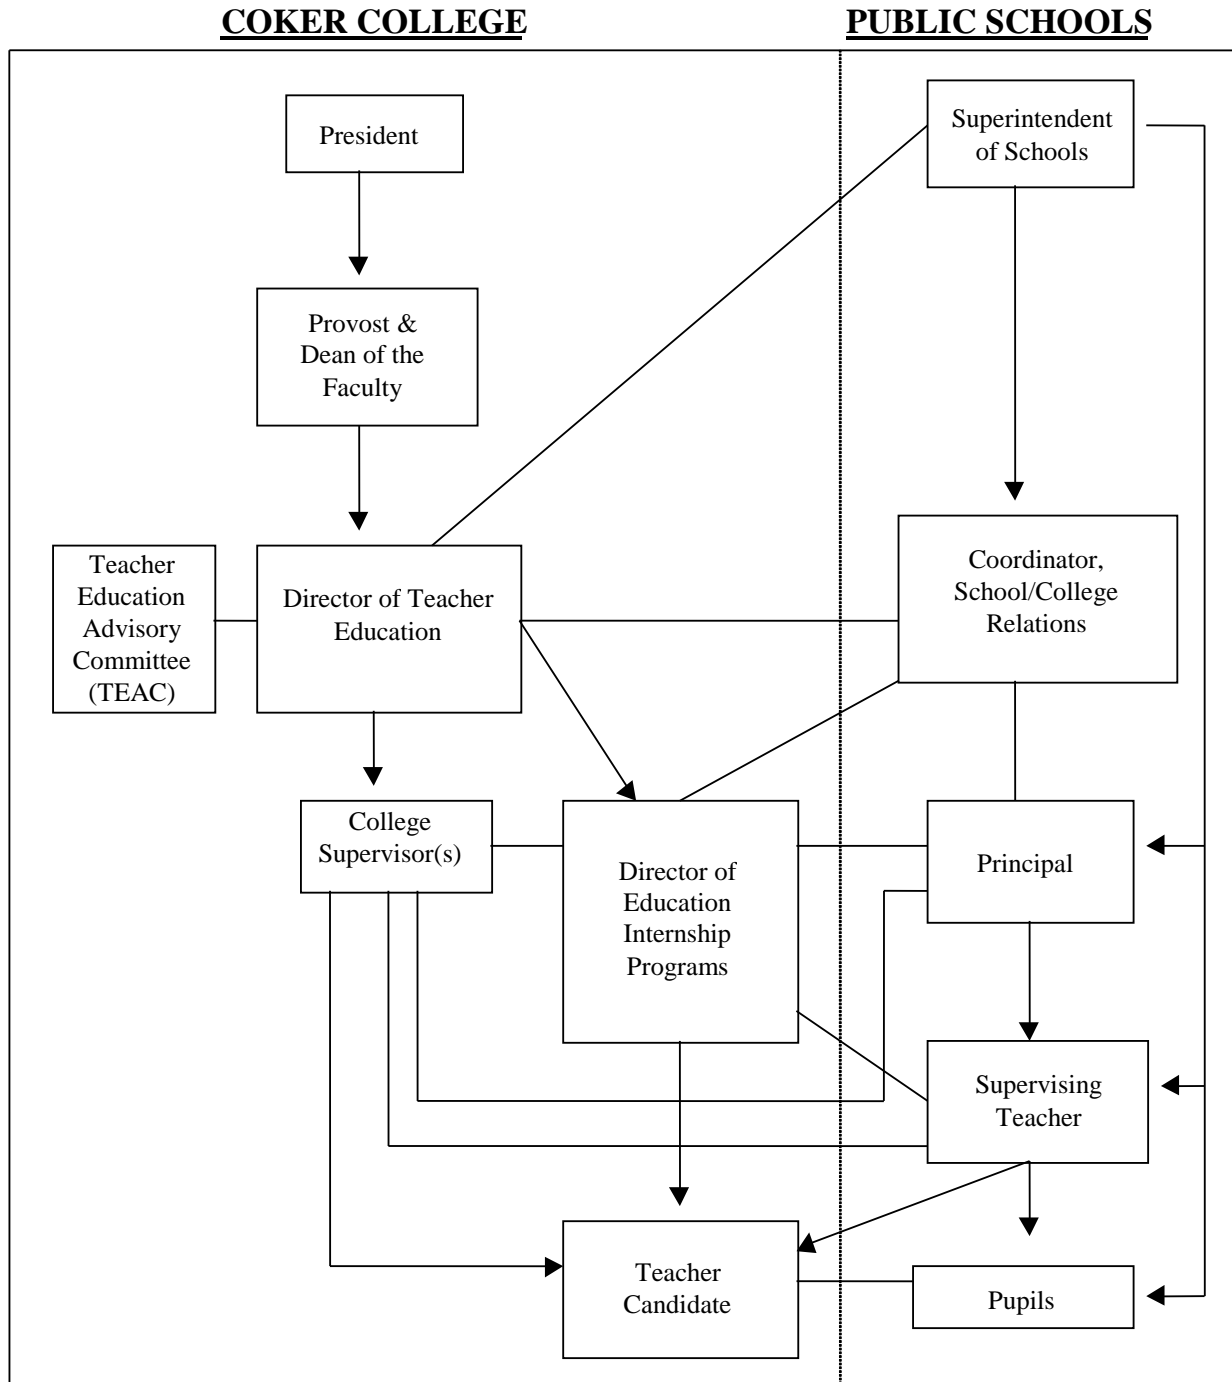 COKER COLLEGE
PUBLIC SCHOOLS
President
Superintendent
of Schools
Provost &
Dean of the
Faculty
Teacher
Education
Advisory
Committee
(TEAC)
Director of Teacher
Education
Coordinator,
School/College
Relations
College
Supervisor(s)
Director of
Education
Internship
Programs
Principal
Supervising
Teacher
Teacher
Candidate
Pupils